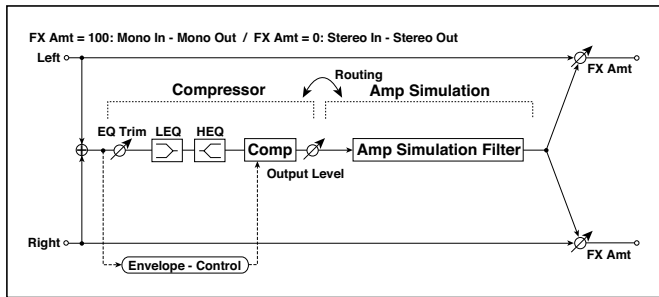 FX Amt = 100: Mono In - Mono Out / FX Amt = 0: Stereo In - Stereo Out
Left
FX Amt
Routing
Compressor
Amp Simulation
EQ Trim
LEQ
HEQ
Comp
Output Level
Amp Simulation Filter
Right
FX Amt
Envelope - Control